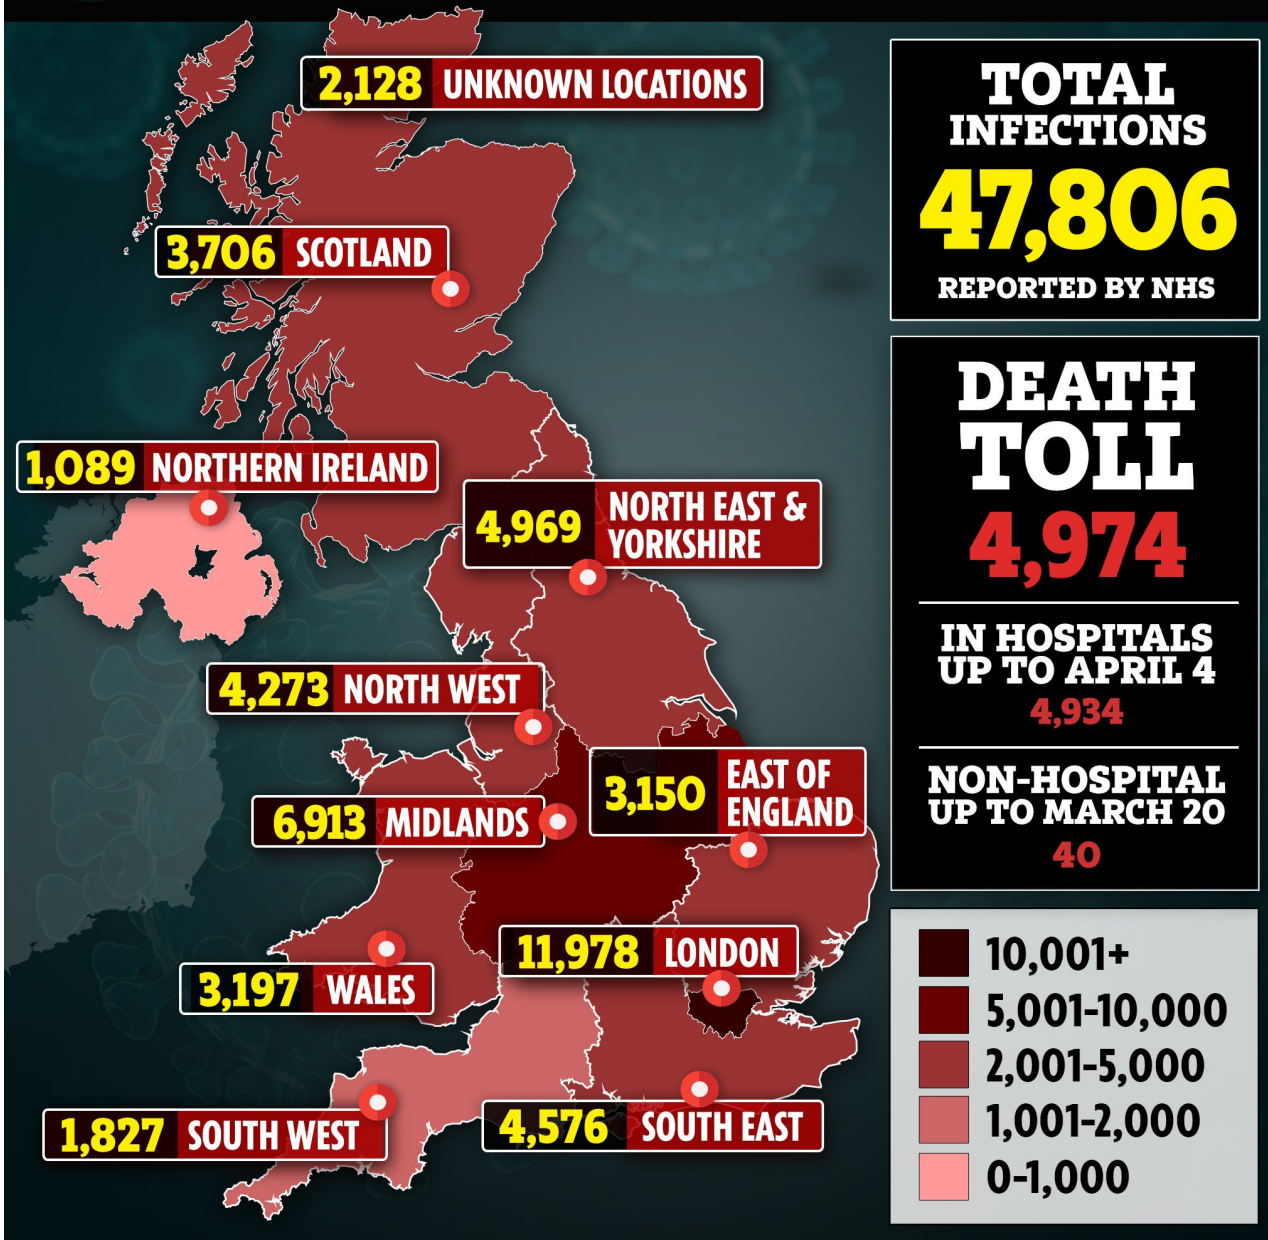 2,128 UNKNOWN LOCATIONS
3,706 SCOTLAND
1,089 NORTHERN IRELAND
4,969
NORTH EAST &
YORKSHIRE
4,273 NORTH WEST
6,913 MIDLANDS
3,150
EAST OF
ENGLAND
11,978 LONDON
3,197 WALES
1,827 SOUTH WEST
4,576 SOUTH EAST
TOTAL
INFECTIONS
47,806
REPORTED BY NHS
DEATH
TOLL
4,974
IN HOSPITALS
UP TO APRIL 4
4,934
NON-HOSPITAL
UP TO MARCH 20
40
10,001+
5,001-10,000
2,001-5,000
1,001-2,000
0-1,000